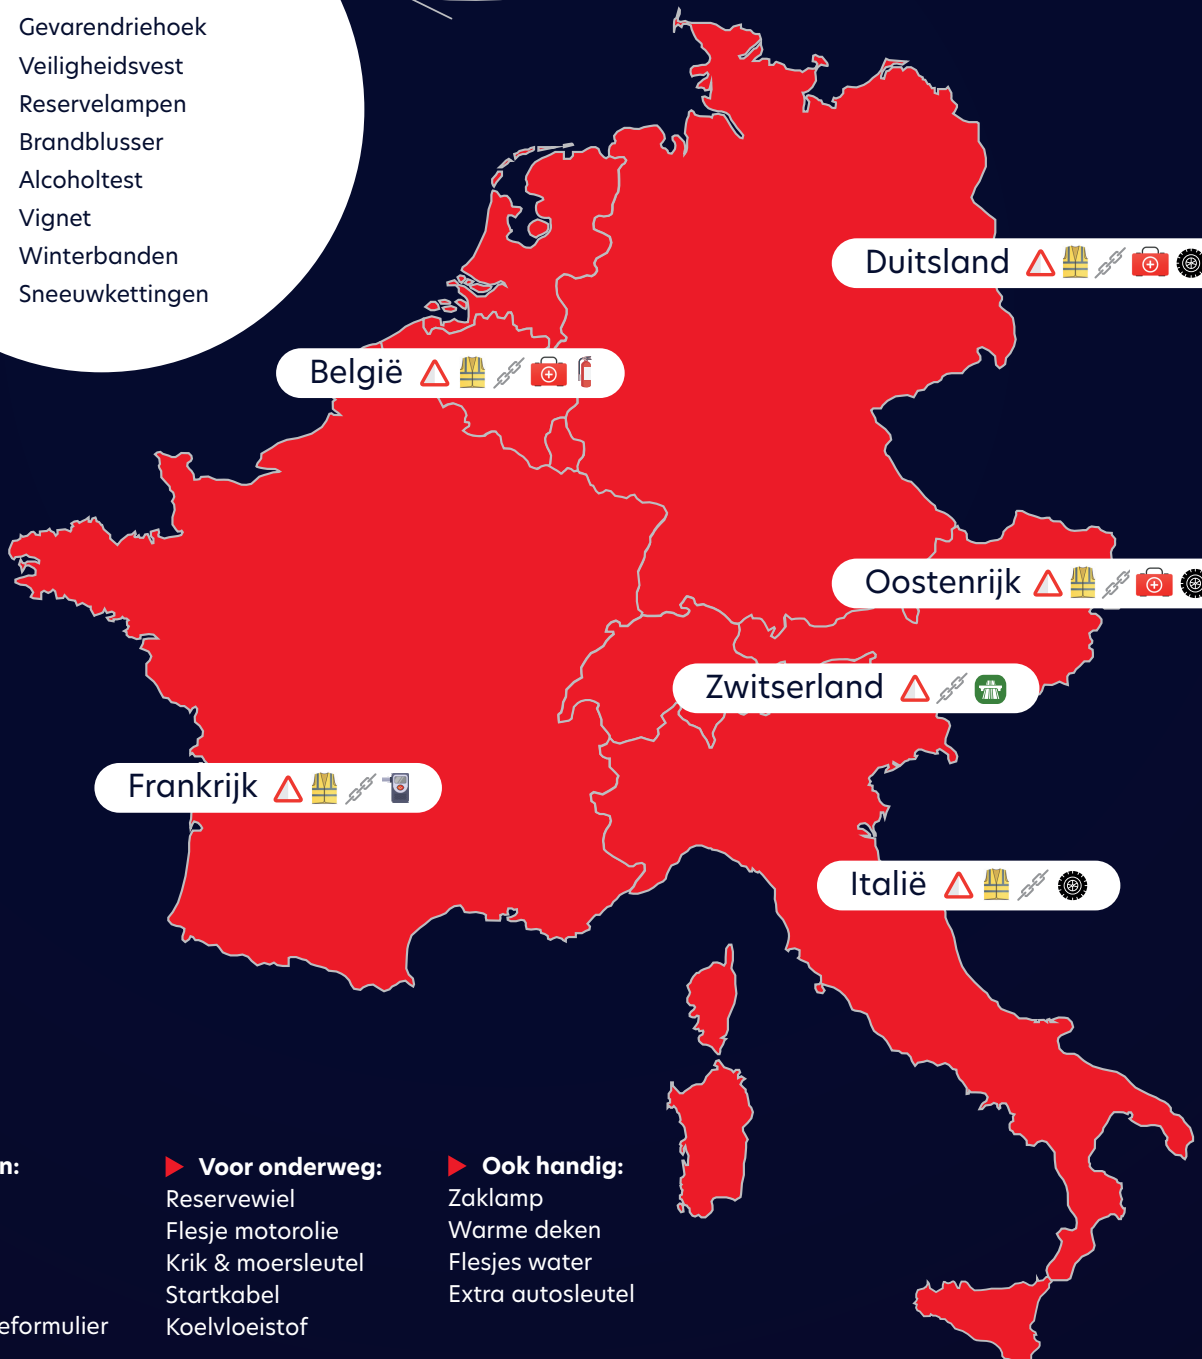 Gevarendriehoek
Veiligheidsvest
Reservelampen
Brandblusser
Alcoholtest
Vignet
Winterbanden
Sneeuwkettingen
Duitsland
België
Oostenrijk
Zwitserland
Frankrijk
Italië
n:
eformulier
Voor onderweg:
Reservewiel
Flesje motorolie
Krik & moersleutel
Startkabel
Koelvloeistof
Ook handig:
Zaklamp
Warme deken
Flesjes water
Extra autosleutel